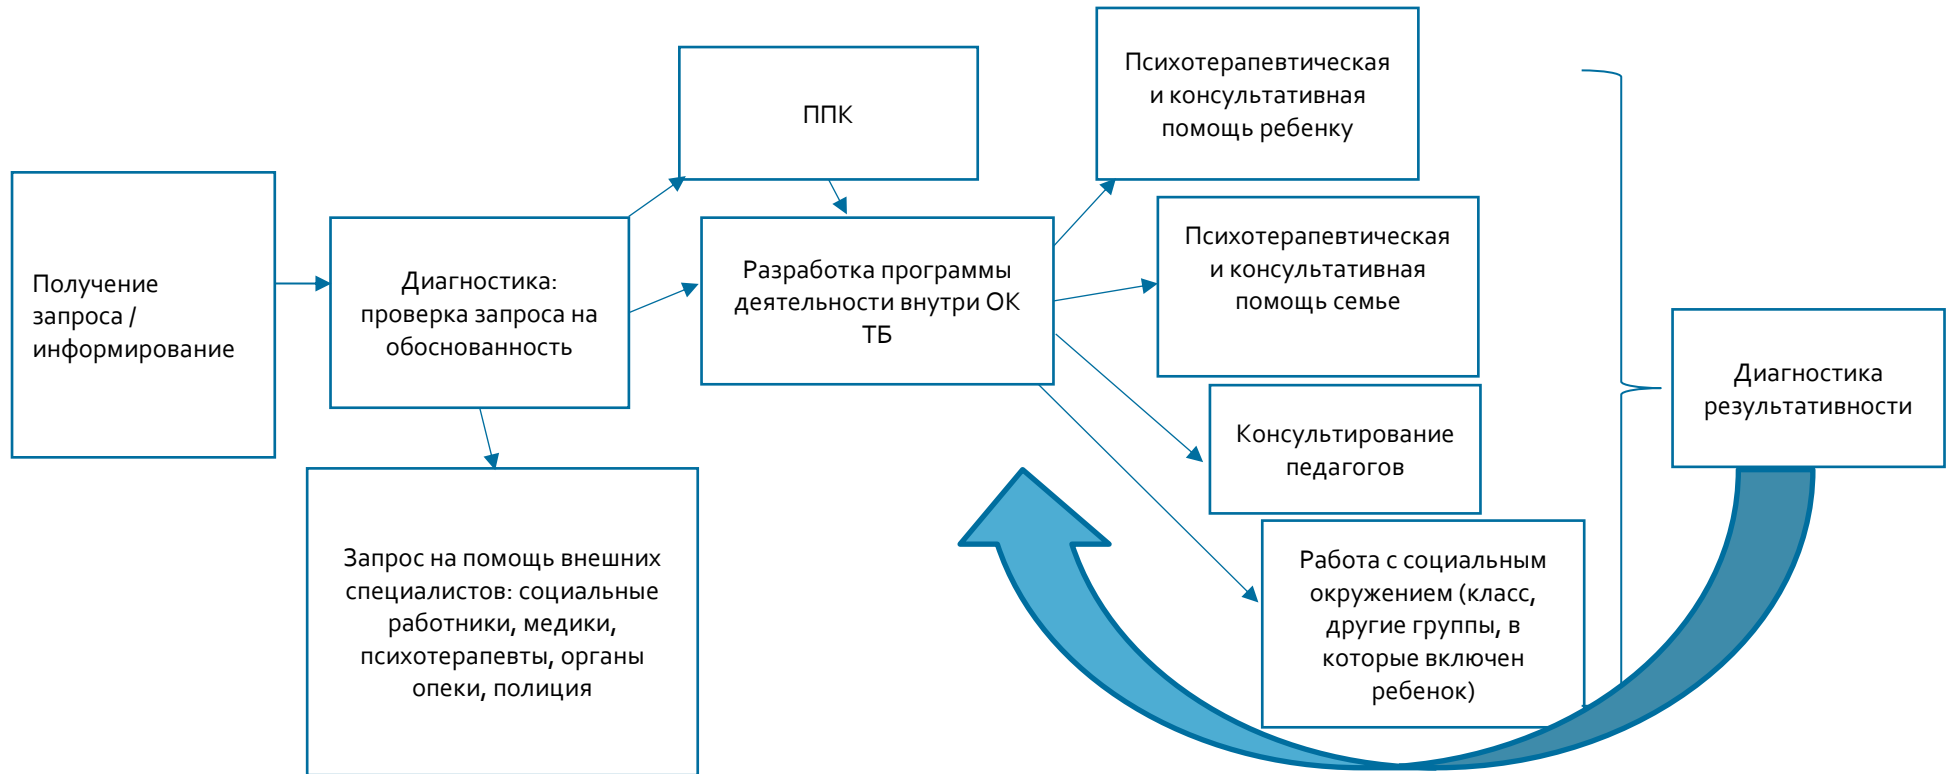 Получение
запроса /
информирование
Диагностика:
проверка запроса на
обоснованность
Запрос на помощь внешних
специалистов: социальные
работники, медики,
психотерапевты, органы
опеки, полиция
ППК
Разработка программы
деятельности внутри ОК
ТБ
Психотерапевтическая
и консультативная
помощь ребенку
Психотерапевтическая
и консультативная
помощь семье
Консультирование
педагогов
Работа с социальным
окружением (класс,
другие группы, в
которые включен
ребенок)
Диагностика
результативности